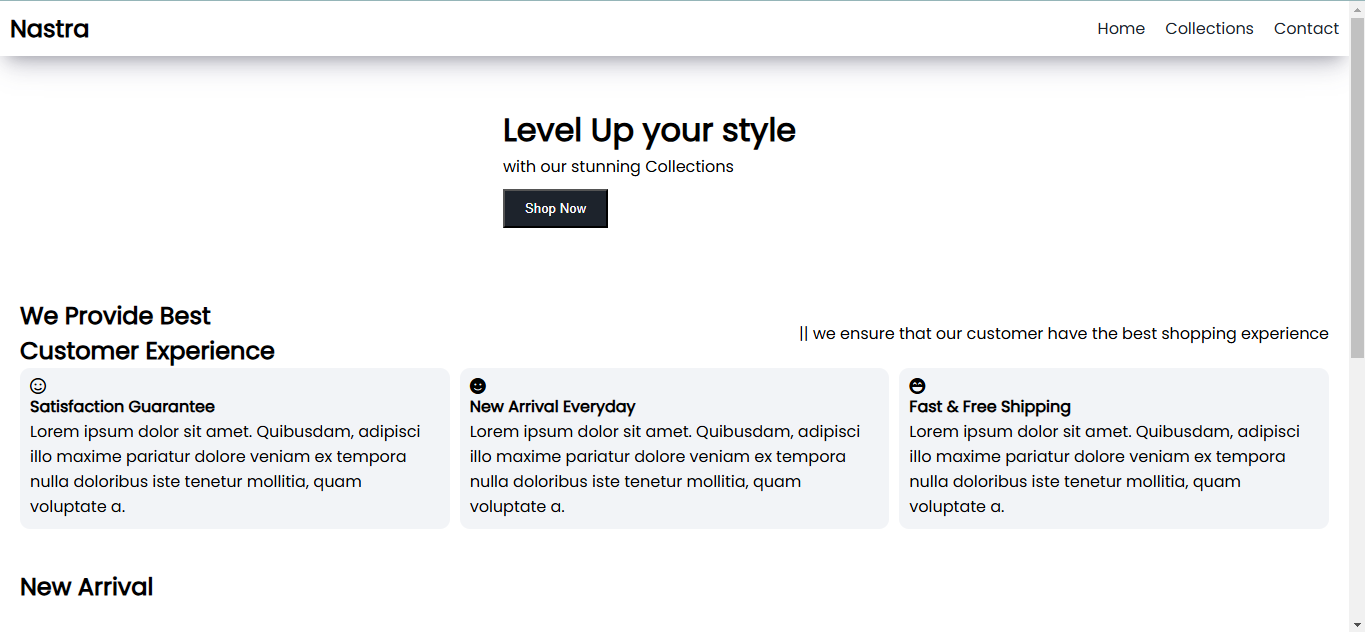 Nastra
Home Collections Contact
Level Up your style
with our stunning Collections
Shop Now
We Provide Best
Customer Experience
|| we ensure that our customer have the best shopping experience
Satisfaction Guarantee
Lorem ipsum dolor sit amet. Quibusdam, adipisci
illo maxime pariatur dolore veniam ex tempora
nulla doloribus iste tenetur mollitia, quam
voluptate a.
New Arrival Everyday
Lorem ipsum dolor sit amet. Quibusdam, adipisci
illo maxime pariatur dolore veniam ex tempora
nulla doloribus iste tenetur mollitia, quam
voluptate a.
Fast & Free Shipping
Lorem ipsum dolor sit amet. Quibusdam, adipisci
illo maxime pariatur dolore veniam ex tempora
nulla doloribus iste tenetur mollitia, quam
voluptate a.
New Arrival